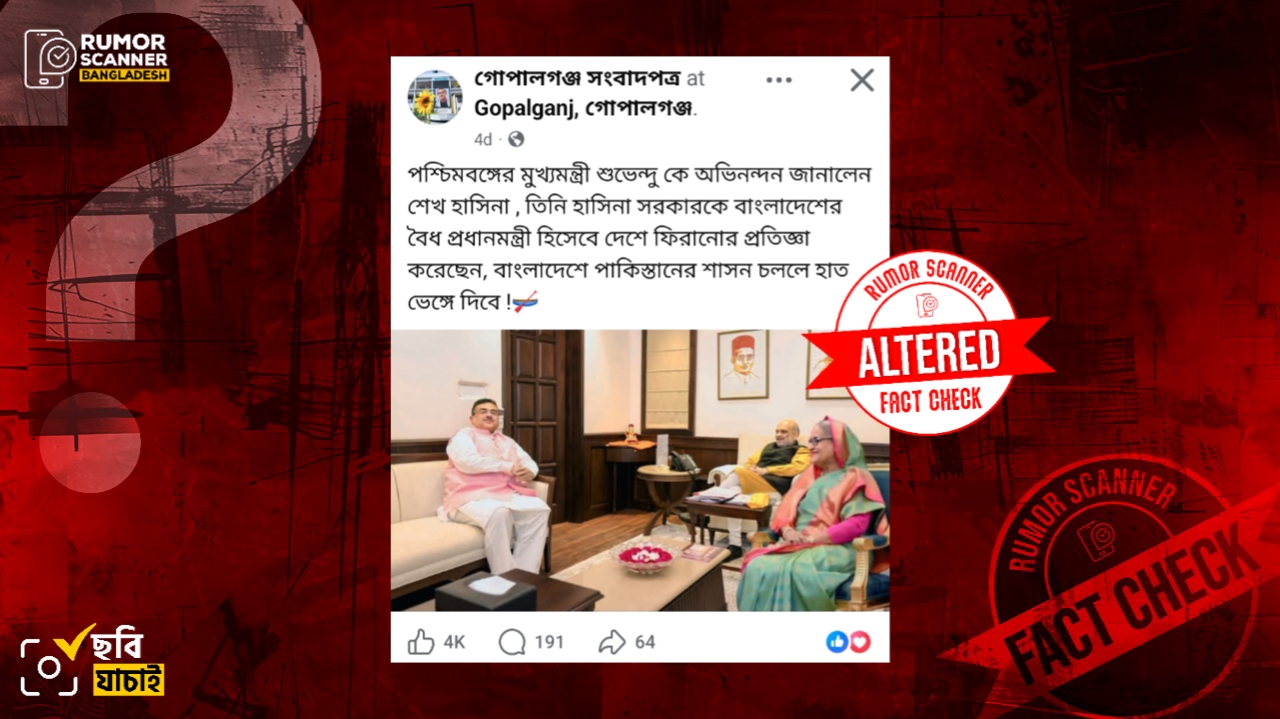 RUMOR
SCANNER
BANGLADESH
গোপালগঞ্জ সংবাদপত্র at
Gopalganj, গোপালগঞ্জ.
4d ·
পশ্চিমবঙ্গের মুখ্যমন্ত্রী শুভেন্দু কে অভিনন্দন জানালেন
শেখ হাসিনা , তিনি হাসিনা সরকারকে বাংলাদেশের
বৈধ প্রধানমন্ত্রী হিসেবে দেশে ফিরানোর প্রতিজ্ঞা
করেছেন, বাংলাদেশে পাকিস্তানের শাসন চললে হাত
ভেঙ্গে দিবে !
RUMOR SCANNER
ALTERED
FACT CHECK
4K 191 64
RUMOR SCANNER
FACT CHECK
ছবি
যাচাই